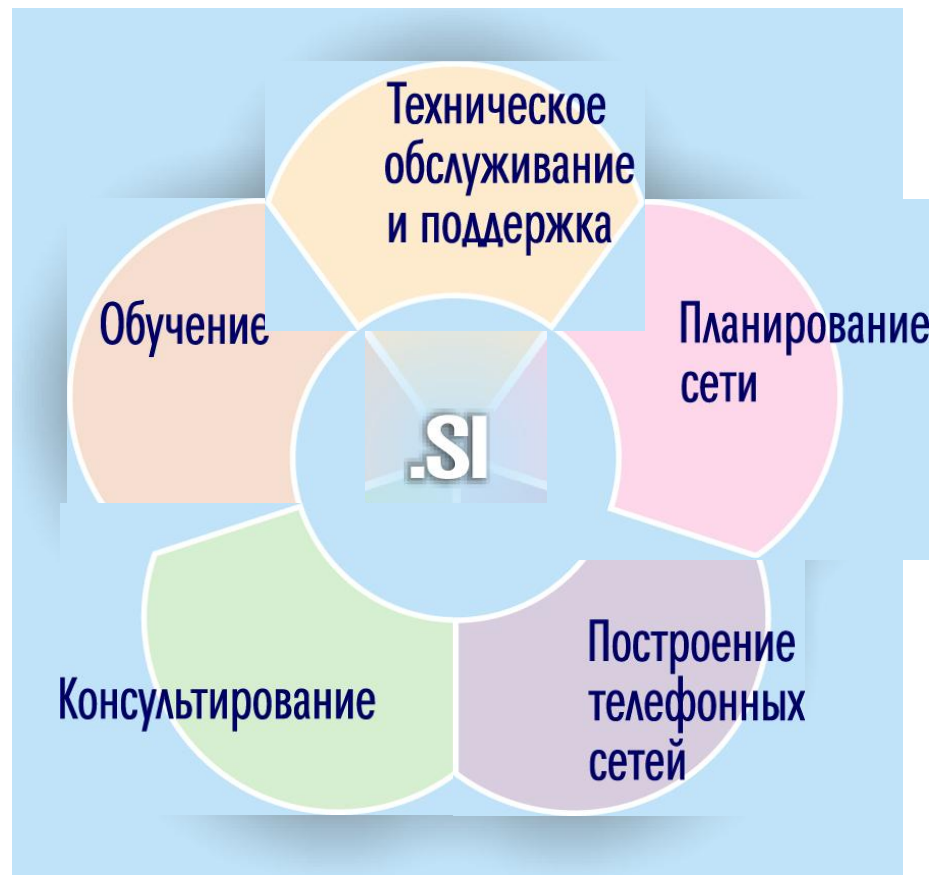 Техническое
обслуживание
и поддержка
Обучение
Планирование
сети
.SI
Консультирование
Построение
телефонных
сетей